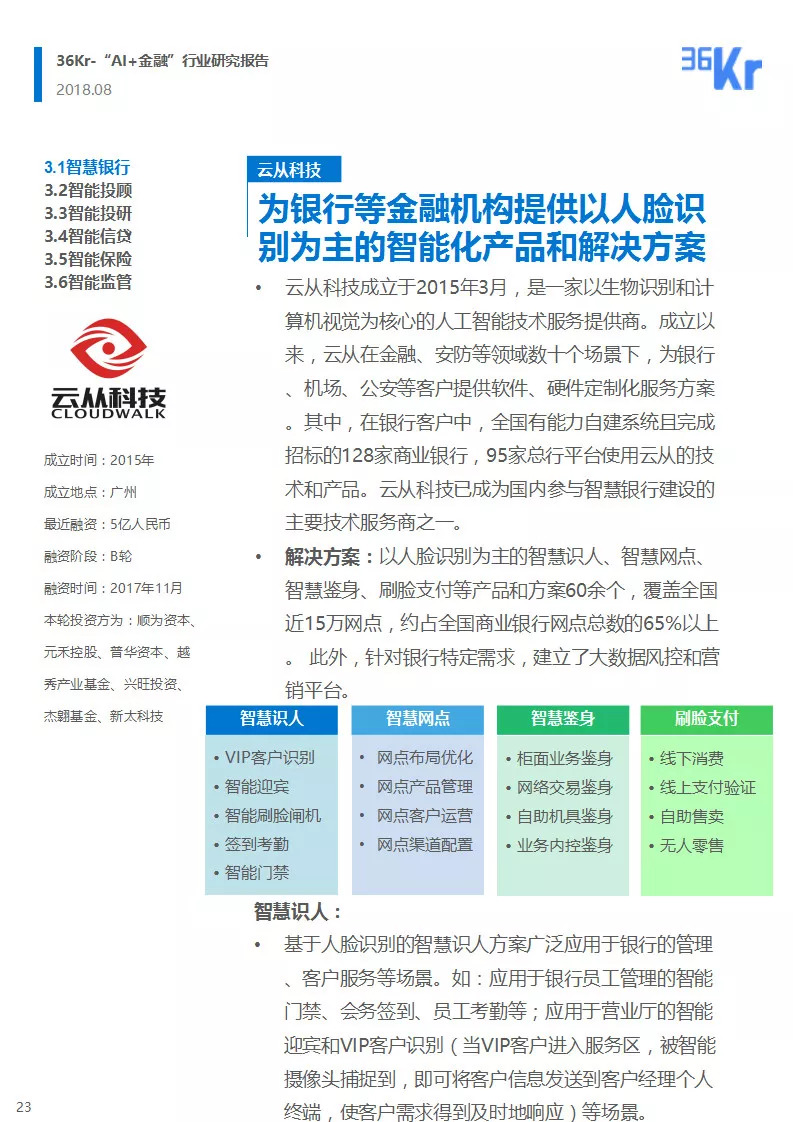 36Kr-“AI+金融”行业研究报告
2018.08
36Kr
3.1智慧银行
3.2智能投顾
3.3智能投研
3.4智能信贷
3.5智能保险
3.6智能监管
云从科技
CLOUDWALK
成立时间：2015年
成立地点：广州
最近融资：5亿人民币
融资阶段：B轮
融资时间：2017年11月
本轮投资方为：顺为资本、
元禾控股、普华资本、越
秀产业基金、兴旺投资、
杰翱基金、新太科技
云从科技
为银行等金融机构提供以人脸识
别为主的智能化产品和解决方案
• 云从科技成立于2015年3月，是一家以生物识别和计
算机视觉为核心的人工智能技术服务提供商。成立以
来，云从在金融、安防等领域数十个场景下，为银行
、机场、公安等客户提供软件、硬件定制化服务方案
。其中，在银行客户中，全国有能力自建系统且完成
招标的128家商业银行，95家总行平台使用云从的技
术和产品。云从科技已成为国内参与智慧银行建设的
主要技术服务商之一。
• 解决方案：以人脸识别为主的智慧识人、智慧网点、
智慧鉴身、刷脸支付等产品和方案60余个，覆盖全国
近15万网点，约占全国商业银行网点总数的65%以上
。 此外，针对银行特定需求，建立了大数据风控和营
销平台。
智慧识人
• VIP客户识别
• 智能迎宾
• 智能刷脸闸机
• 签到考勤
• 智能门禁
智慧网点
• 网点布局优化
• 网点产品管理
• 网点客户运营
• 网点渠道配置
智慧鉴身
• 柜面业务鉴身
• 网络交易鉴身
• 自助机具鉴身
• 业务内控鉴身
刷脸支付
• 线下消费
• 线上支付验证
• 自助售卖
• 无人零售
智慧识人：
• 基于人脸识别的智慧识人方案广泛应用于银行的管理
、客户服务等场景。如：应用于银行员工管理的智能
门禁、会务签到、员工考勤等；应用于营业厅的智能
迎宾和VIP客户识别（当VIP客户进入服务区，被智能
摄像头捕捉到，即可将客户信息发送到客户经理个人
终端，使客户需求得到及时地响应）等场景。
23